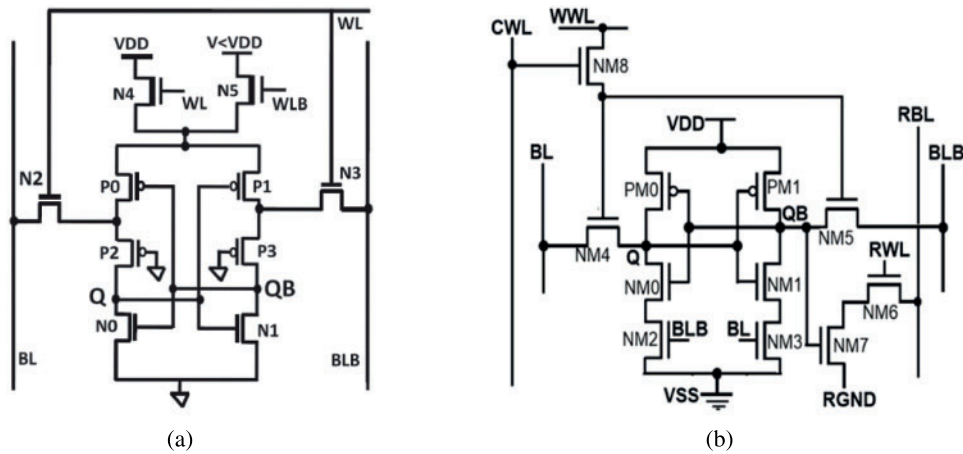 WL
VDD
V<VDD
N4
WL
N5
WLB
N2
N3
P0
P1
P2
P3
Q
QB
N0
N1
BL
BLB
(a)
CWL
WWL
NM8
RBL
VDD
BL
BLB
PM0
PM1
QB
NM4
Q
NM5
RWL
NM0
NM1
NM6
NM2
BLB
BL
NM3
NM7
VSS
RGND
(b)